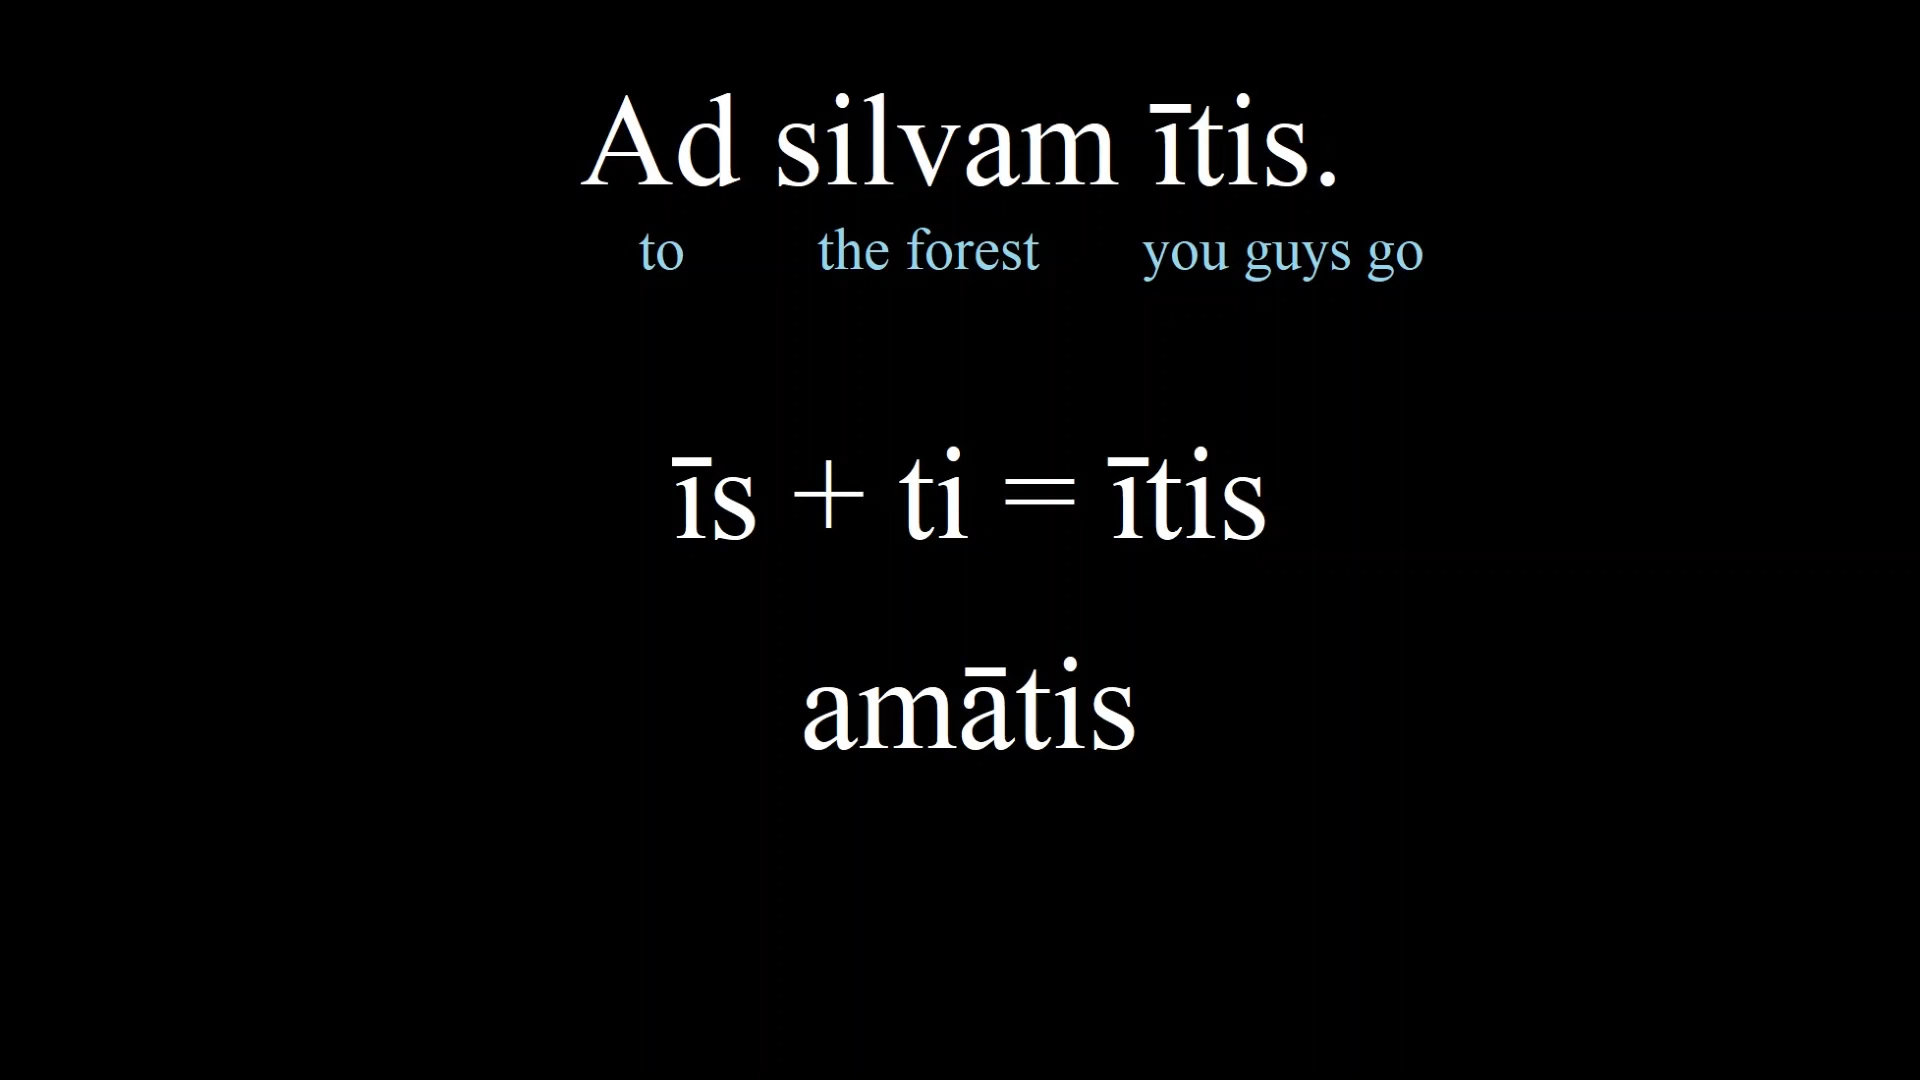 Ad silvam ītis.
to the forest you guys go
īs + ti = ītis
amātis